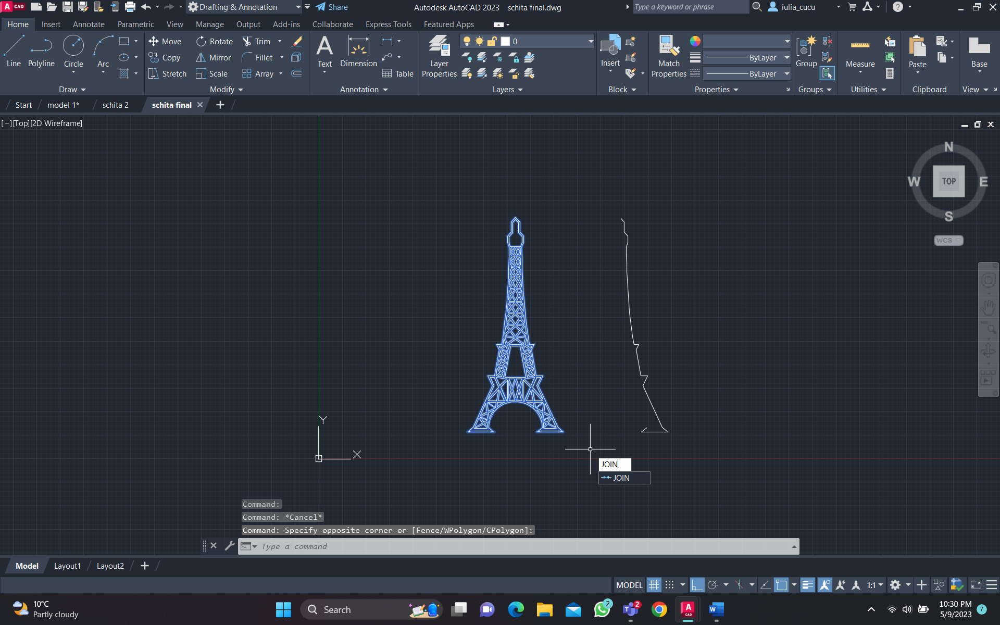 A CAD
Drafting & Annotation
Share
Autodesk AutoCAD 2023 schita final.dwg
Type a keyword or phrase
iulia_cucu
Home Insert Annotate Parametric View Manage Output Add-ins Collaborate Express Tools Featured Apps
Line Polyline Circle Arc
Draw
Move Rotate Trim
Copy Mirror Fillet
Stretch Scale Array
Modify
Text Dimension
Table
Annotation
Layer Properties
0
Layers
Insert
Block
Match Properties
ByLayer
ByLayer
Properties
Group
Groups
Measure
Utilities
Paste
Clipboard
Base
View
Start model 1* schita 2 schita final
[−][Top][2D Wireframe]
N
W TOP E
S
WCS
Y
X
JOIN
JOIN
Command:
Command: *Cancel*
Command: Specify opposite corner or [Fence/WPolygon/CPolygon]:
Type a command
Model Layout1 Layout2
MODEL
1:1
10°C
Partly cloudy
Search
2
2
A CAD
W
10:30 PM
5/9/2023
7